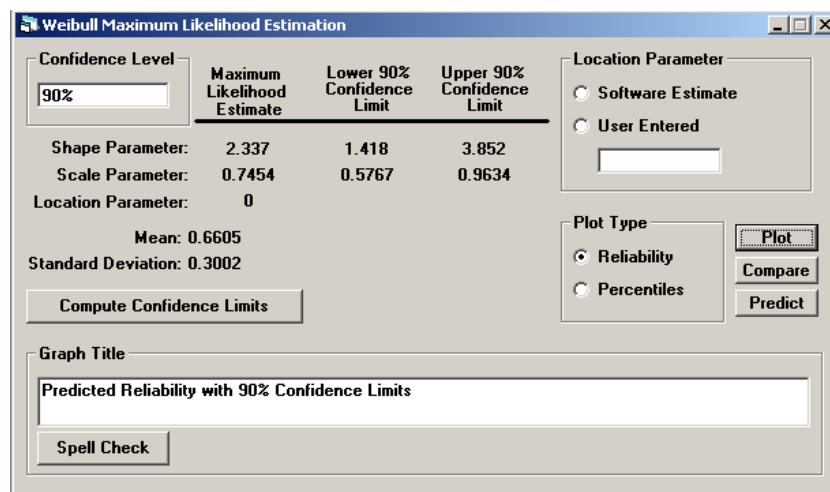 Weibull Maximum Likelihood Estimation
Confidence Level
90%
Maximum
Likelihood
Estimate
Lower 90%
Confidence
Limit
Upper 90%
Confidence
Limit
Shape Parameter: 2.337 1.418 3.852
Scale Parameter: 0.7454 0.5767 0.9634
Location Parameter: 0
Mean: 0.6605
Standard Deviation: 0.3002
Compute Confidence Limits
Location Parameter
Software Estimate
User Entered
Plot Type
Reliability
Percentiles
Plot
Compare
Predict
Graph Title
Predicted Reliability with 90% Confidence Limits
Spell Check